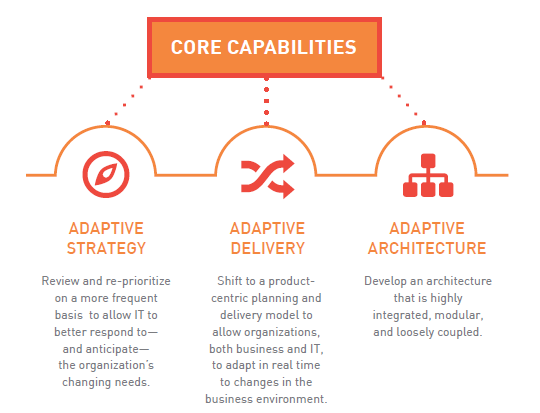 CORE CAPABILITIES
ADAPTIVE
STRATEGY
Review and re-prioritize
on a more frequent
basis to allow IT to
better respond to—
and anticipate—
the organization's
changing needs.
ADAPTIVE
DELIVERY
Shift to a product-
centric planning and
delivery model to
allow organizations,
both business and IT,
to adapt in real time
to changes in the
business environment.
ADAPTIVE
ARCHITECTURE
Develop an architecture
that is highly
integrated, modular,
and loosely coupled.